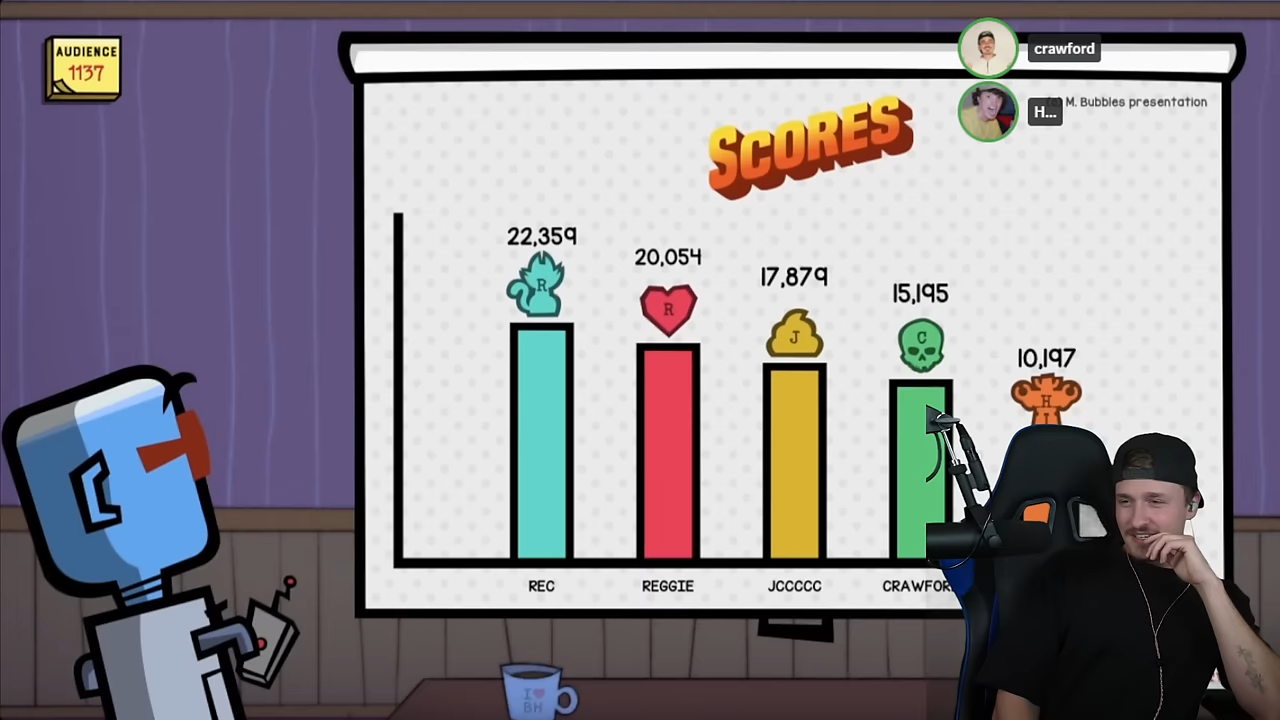 AUDIENCE
1137
crawford
H...
M. Bubbles presentation
SCORES
22,359
R
20,054
R
17,879
J
15,195
C
10,197
H
REC
REGGIE
JCCCCC
CRAWFOR
I
BH